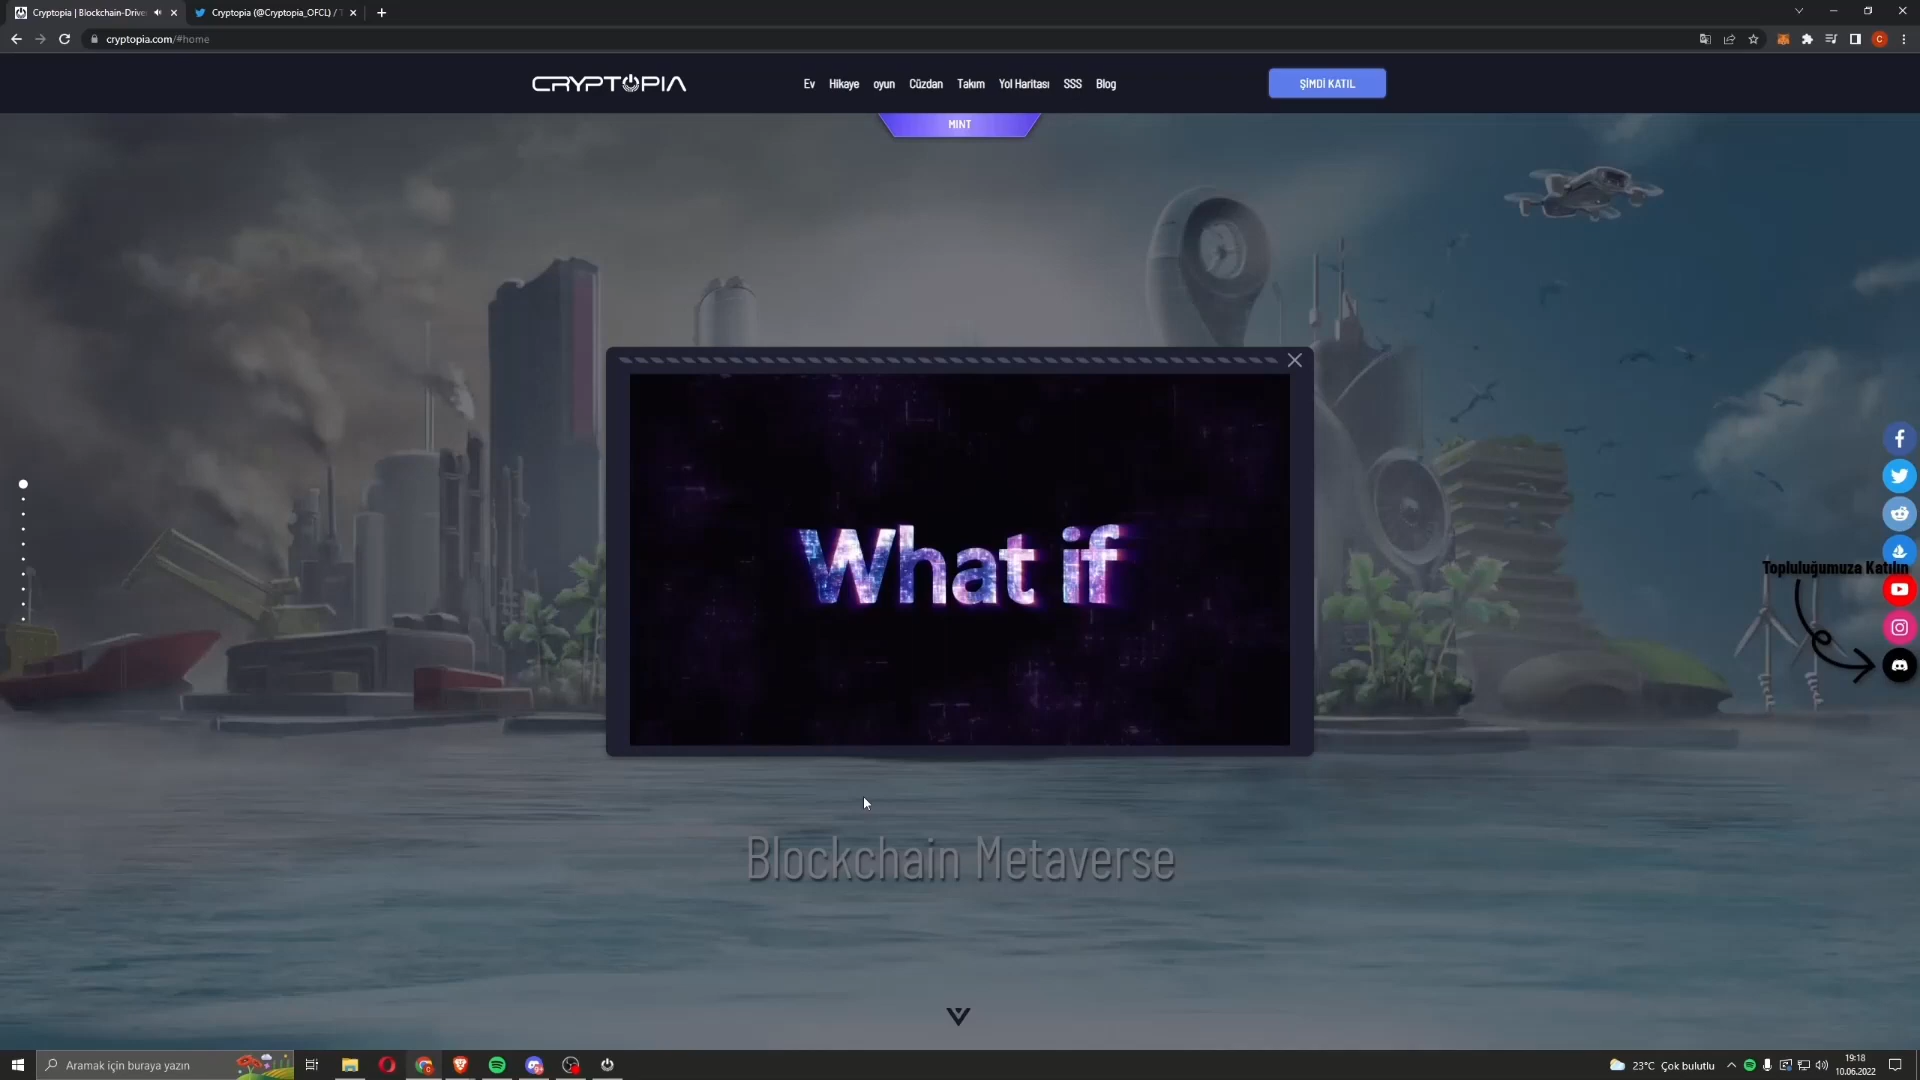 Cryptopia | Blockchain-Drive
Cryptopia (@Cryptopia_OFCL) / T
cryptopia.com/#home
C
CRYPTOPIA
Ev
Hikaye
oyun
Cüzdan
Takım
Yol Haritası
SSS
Blog
ŞİMDİ KATIL
MINT
What if
Topluluğumuza Katılın
Blockchain Metaverse
Aramak için buraya yazın
23°C Çok bulutlu
19:18
10.06.2022